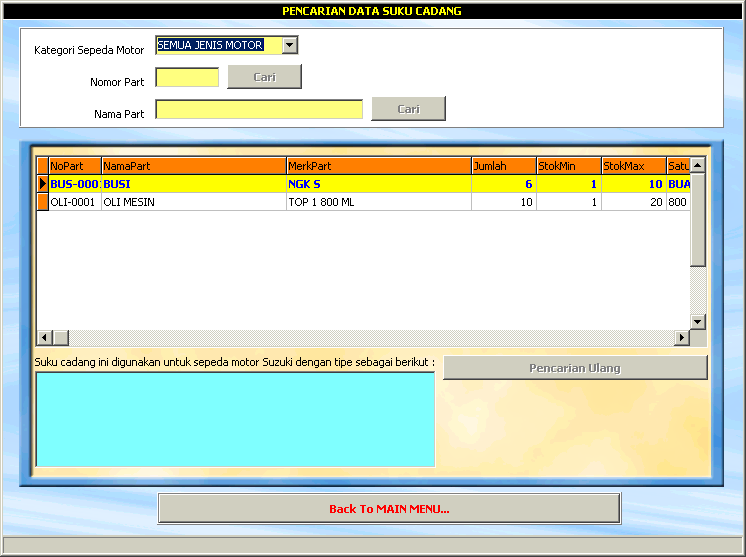 PENCARIAN DATA SUKU CADANG
Kategori Sepeda Motor SEMUA JENIS MOTOR
Nomor Part Cari
Nama Part Cari
NoPart NamaPart MerkPart Jumlah StokMin StokMax Satu
BUS-000 BUSI NGK S 6 1 10 BUA
OLI-0001 OLI MESIN TOP 1 800 ML 10 1 20 800
Suku cadang ini digunakan untuk sepeda motor Suzuki dengan tipe sebagai berikut :
Pencarian Ulang
Back To MAIN MENU...